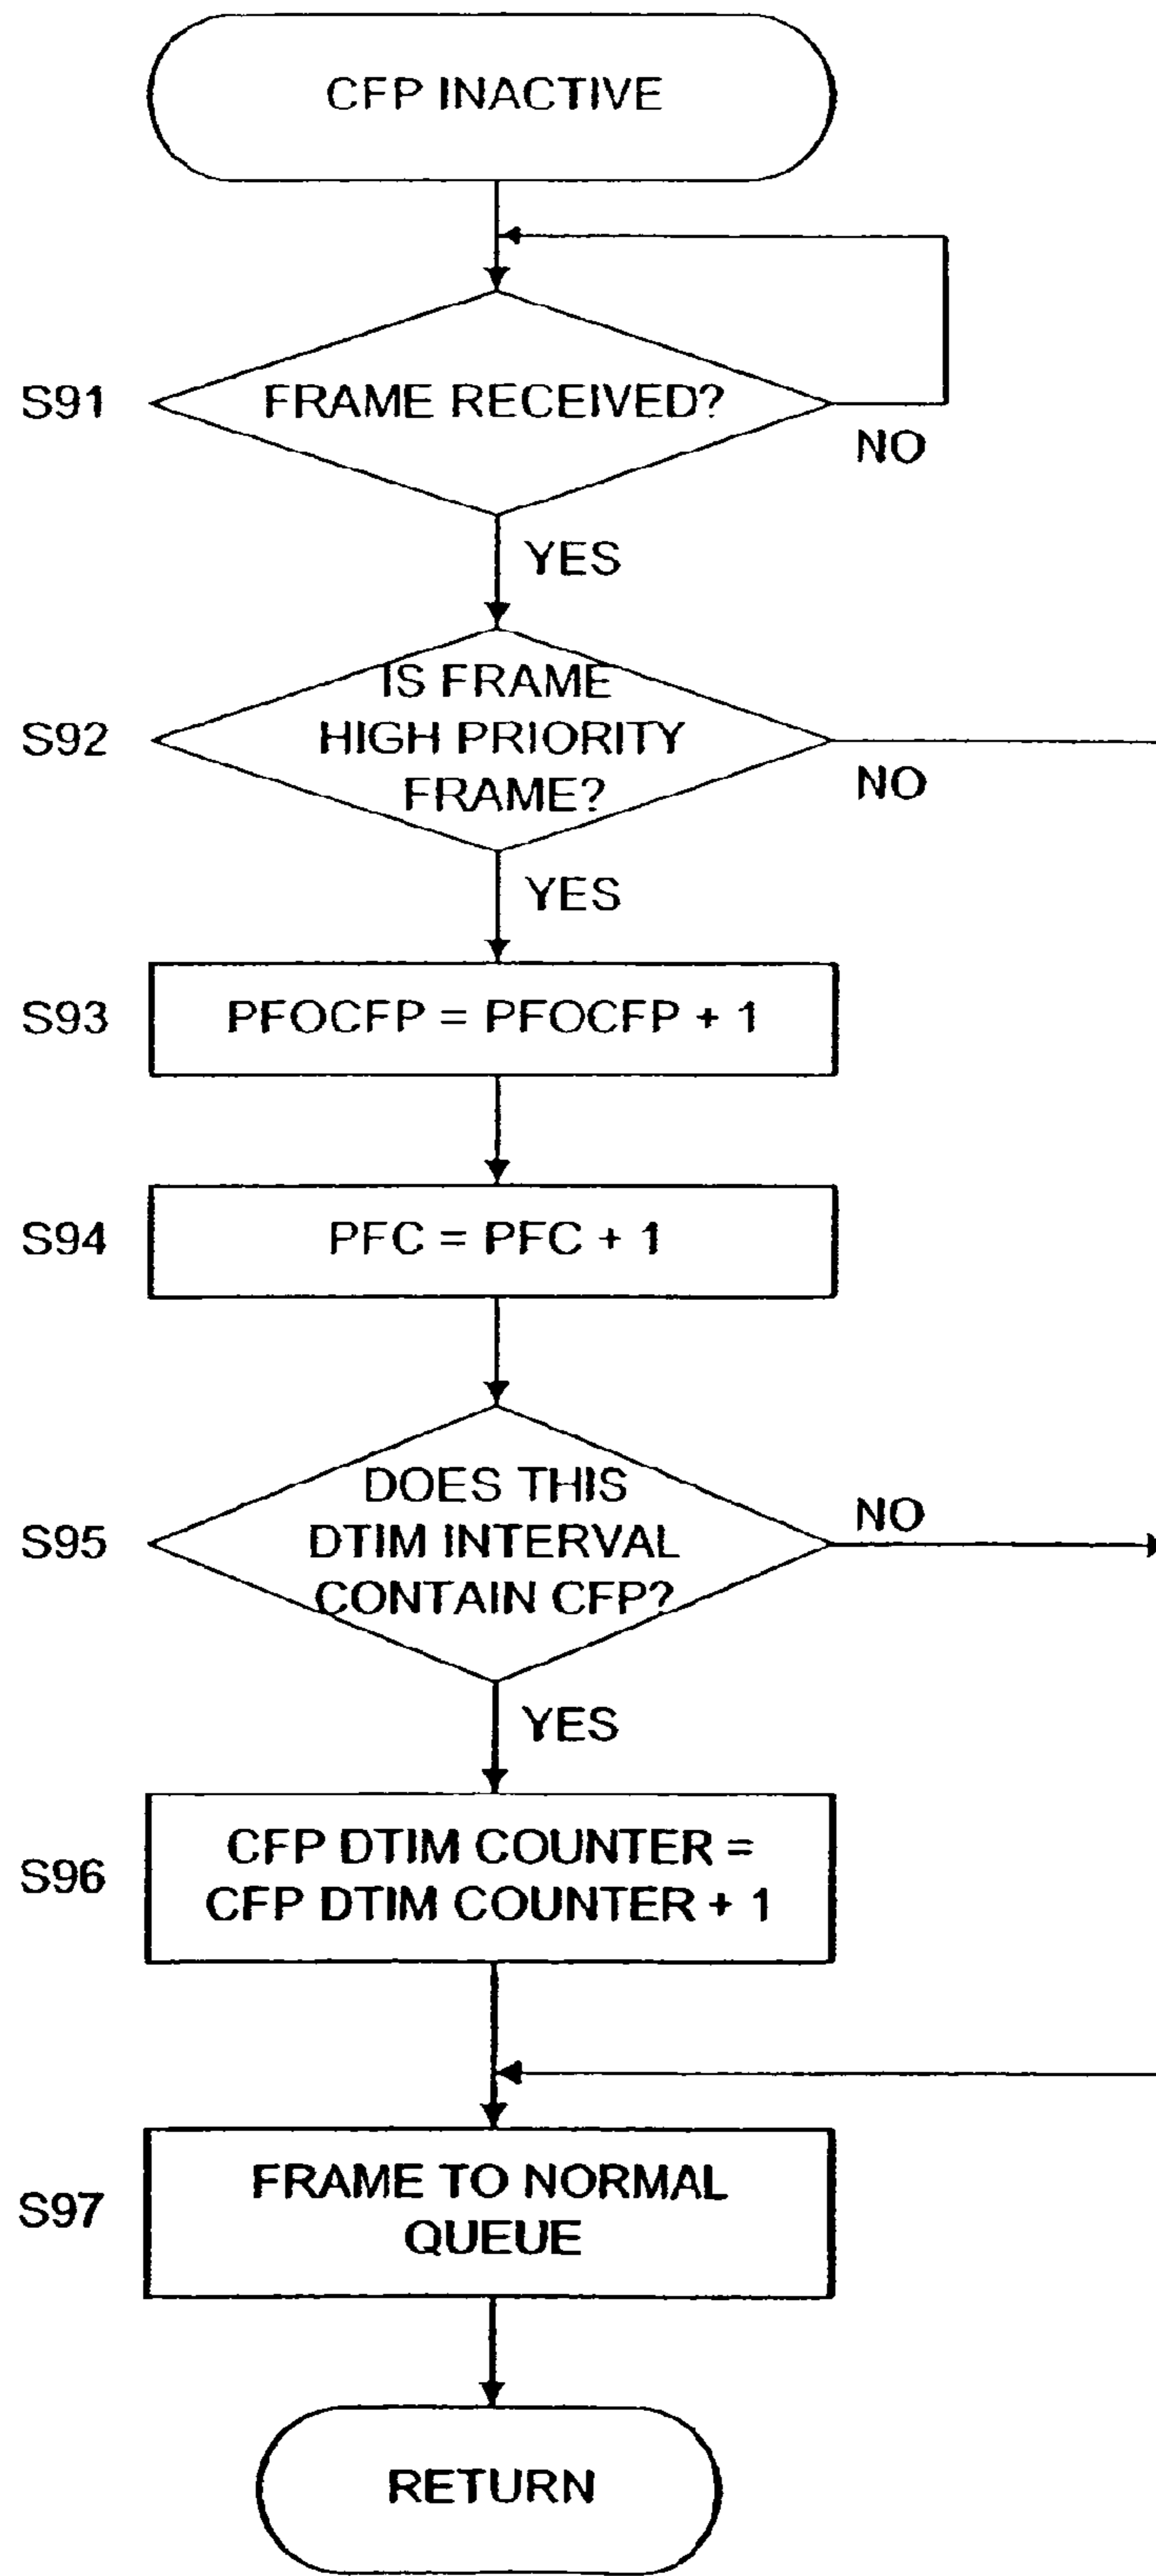 CFP INACTIVE
S91
FRAME RECEIVED?
NO
YES
S92
IS FRAME
HIGH PRIORITY
FRAME?
NO
YES
S93
PFOCFP = PFOCFP + 1
S94
PFC = PFC + 1
S95
DOES THIS
DTIM INTERVAL
CONTAIN CFP?
NO
YES
S96
CFP DTIM COUNTER =
CFP DTIM COUNTER + 1
S97
FRAME TO NORMAL
QUEUE
RETURN